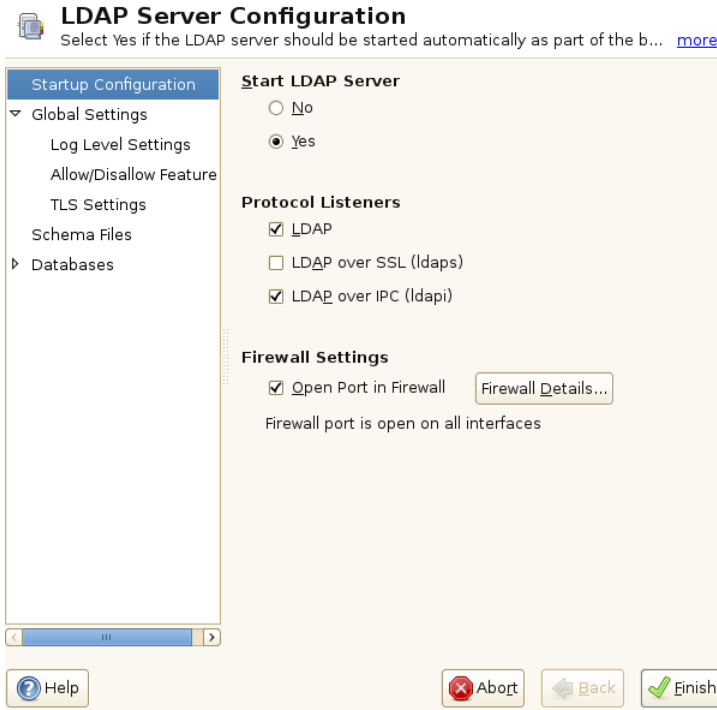 LDAP Server Configuration
Select Yes if the LDAP server should be started automatically as part of the b... more
Startup Configuration
Global Settings
Log Level Settings
Allow/Disallow Feature
TLS Settings
Schema Files
Databases
Start LDAP Server
No
Yes
Protocol Listeners
LDAP
LDAP over SSL (ldaps)
LDAP over IPC (ldapi)
Firewall Settings
Open Port in Firewall Firewall Details...
Firewall port is open on all interfaces
Help Abort Back Finish